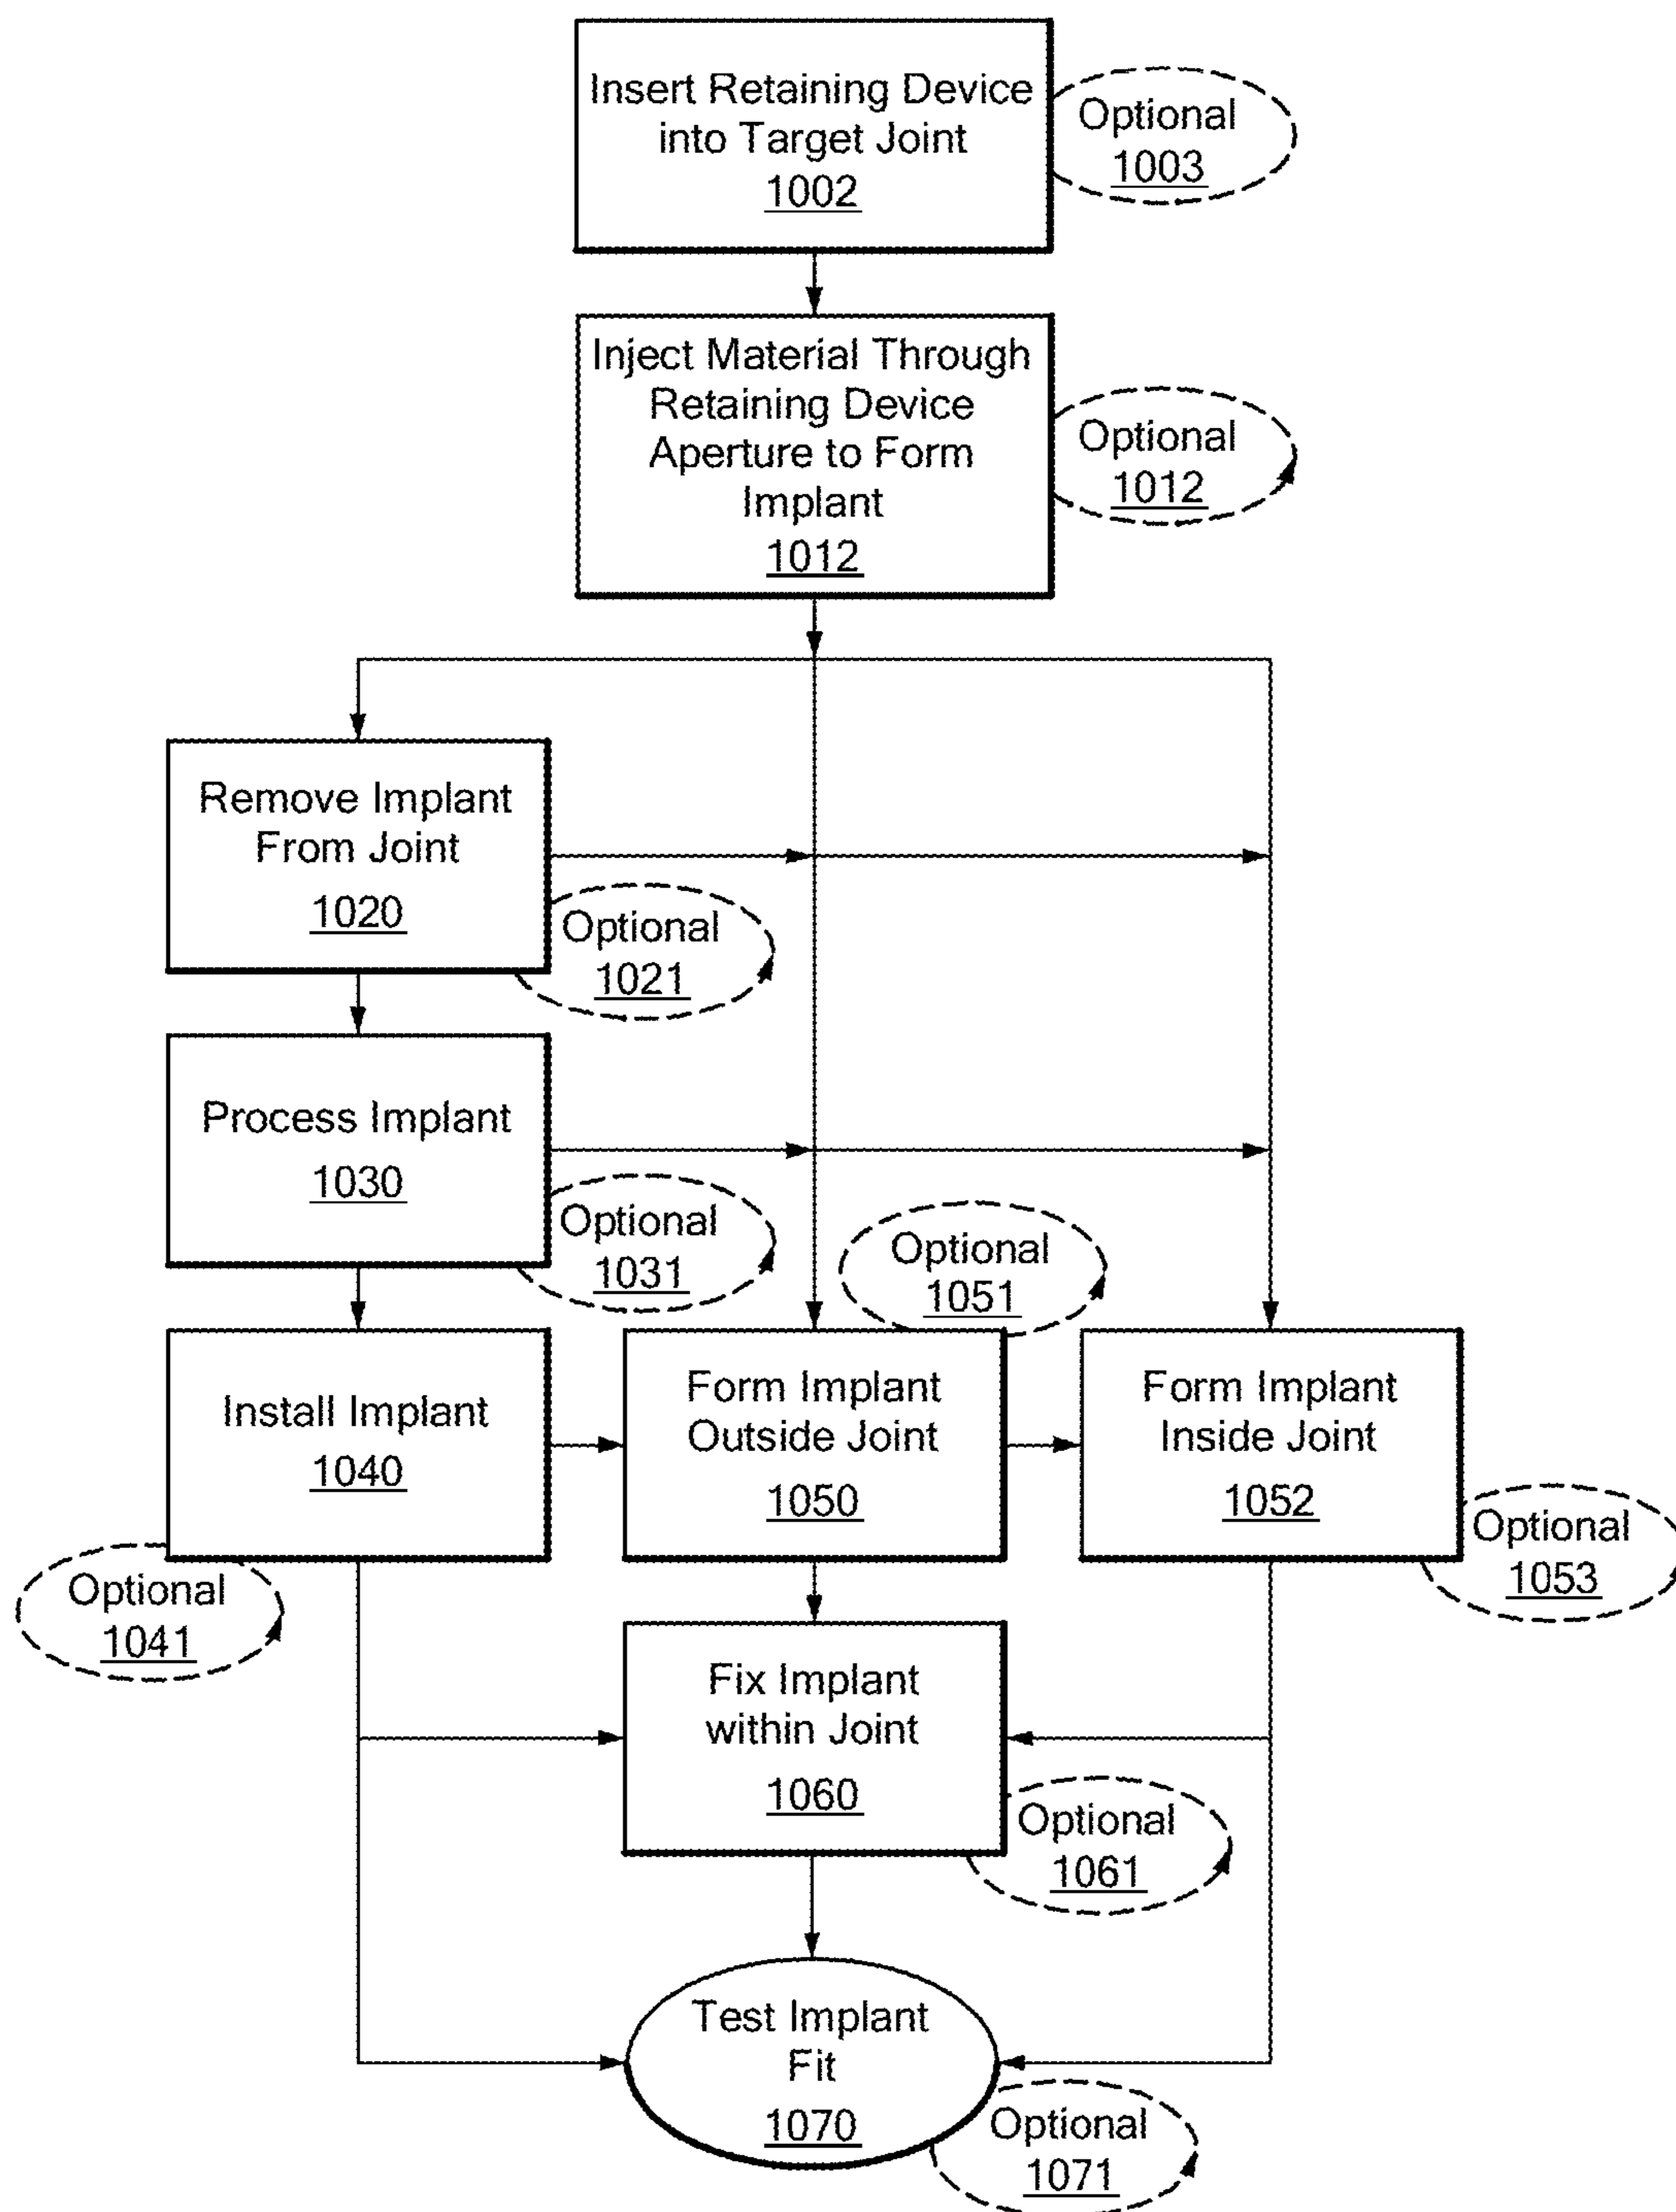 Insert Retaining Device
into Target Joint
1002
Optional
1003
Inject Material Through
Retaining Device
Aperture to Form
Implant
1012
Optional
1012
Remove Implant
From Joint
1020
Optional
1021
Process Implant
1030
Optional
1031
Optional
1051
Install Implant
1040
Optional
1041
Form Implant
Outside Joint
1050
Form Implant
Inside Joint
1052
Optional
1053
Fix Implant
within Joint
1060
Optional
1061
Test Implant
Fit
1070
Optional
1071